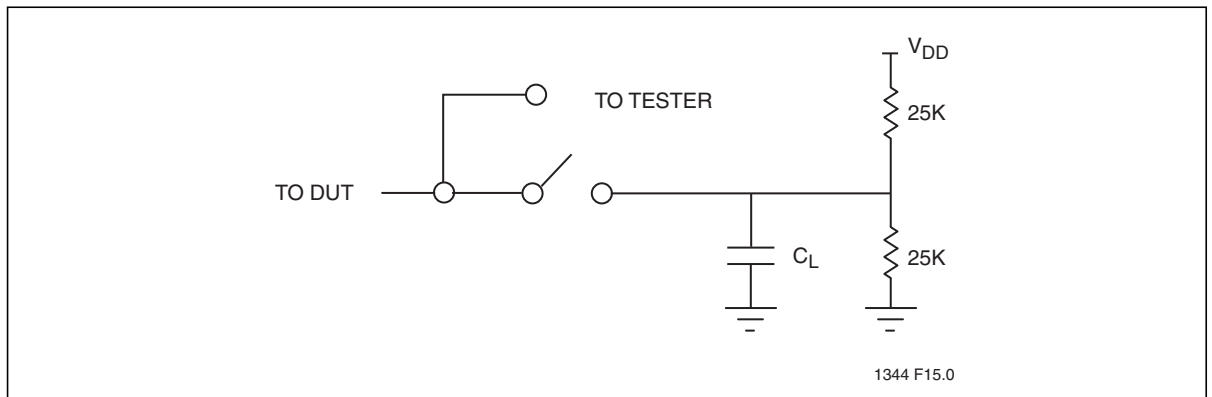 V_DD
25K
TO TESTER
TO DUT
25K
C_L
1344 F15.0